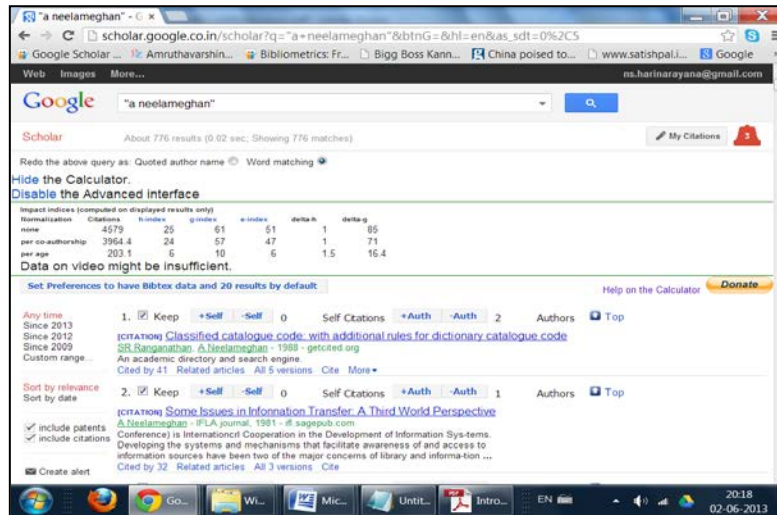 "a neelameghan" - G ×
scholar.google.co.in/scholar?q="a+neelameghan"&btnG=&hl=en&as_sdt=0%2C5
Google Scholar ... Amruthavarshin... Bibliometrics: Fr... Bigg Boss Kann... China poised to... www.satishpal.i... Google
Web Images More... ns.harinarayana@gmail.com
Google "a neelameghan"
Scholar About 776 results (0.02 sec; Showing 776 matches) My Citations 3
Redo the above query as: Quoted author name Word matching
Hide the Calculator.
Disable the Advanced interface
Impact indices (computed on displayed results only)
Normalization Citations h-index g-index e-index delta-h delta-g
none 4579 25 61 51 1 85
per co-authorship 3964.4 24 57 47 1 71
per age 203.1 6 10 6 1.5 16.4
Data on video might be insufficient.
Set Preferences to have Bibtex data and 20 results by default Help on the Calculator Donate
Any time
Since 2013
Since 2012
Since 2009
Custom range...
1. Keep +Self -Self 0 Self Citations +Auth -Auth 2 Authors Top
[CITATION] Classified catalogue code: with additional rules for dictionary catalogue code
SR Ranganathan, A Neelameghan - 1988 - getcited.org
An academic directory and search engine.
Cited by 41 Related articles All 5 versions Cite More
Sort by relevance
Sort by date
2. Keep +Self -Self 0 Self Citations +Auth -Auth 1 Authors Top
[CITATION] Some Issues in Infonnation Transfer: A Third World Perspective
A Neelameghan - IFLA journal, 1981 - ifl.sagepub.com
Conference) is Internationcrl Cooperation in the Development of Information Sys-tems.
Developing the systems and mechanisms that facilitate awareness of and access to
information sources have been two of the major concerns of library and informa-tion ...
Cited by 32 Related articles All 3 versions Cite
include patents
include citations
Create alert
Go... Wi... Mic... Untit... Intro... EN 20:18
02-06-2013